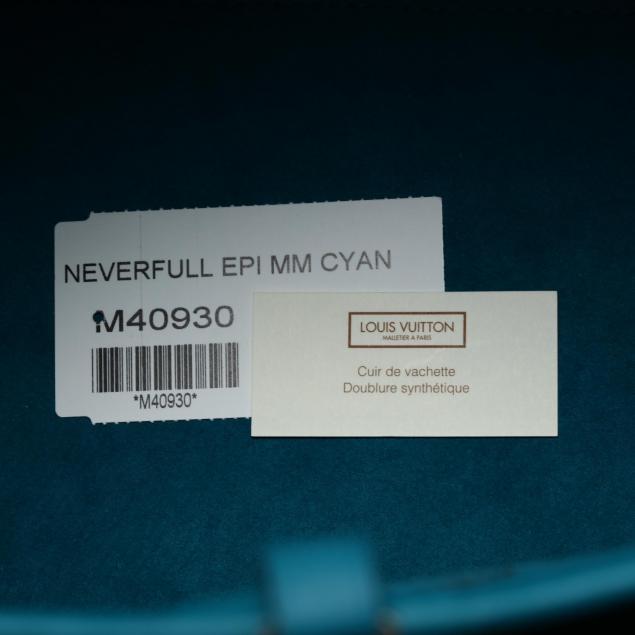 NEVERFULL EPI MM CYAN
M40930
*M40930*
LOUIS VUITTON
MALLETIER A PARIS
Cuir de vachette
Doublure synthétique